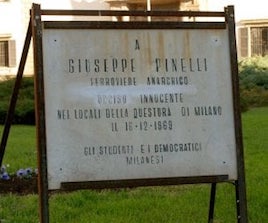 A
GIUSEPPE PINELLI
FERROVIERE ANARCHICO
UCCISO INNOCENTE
NEI LOCALI DELLA QUESTURA DI MILANO
IL 16-12-1969
GLI STUDENTI E I DEMOCRATICI
MILANESI